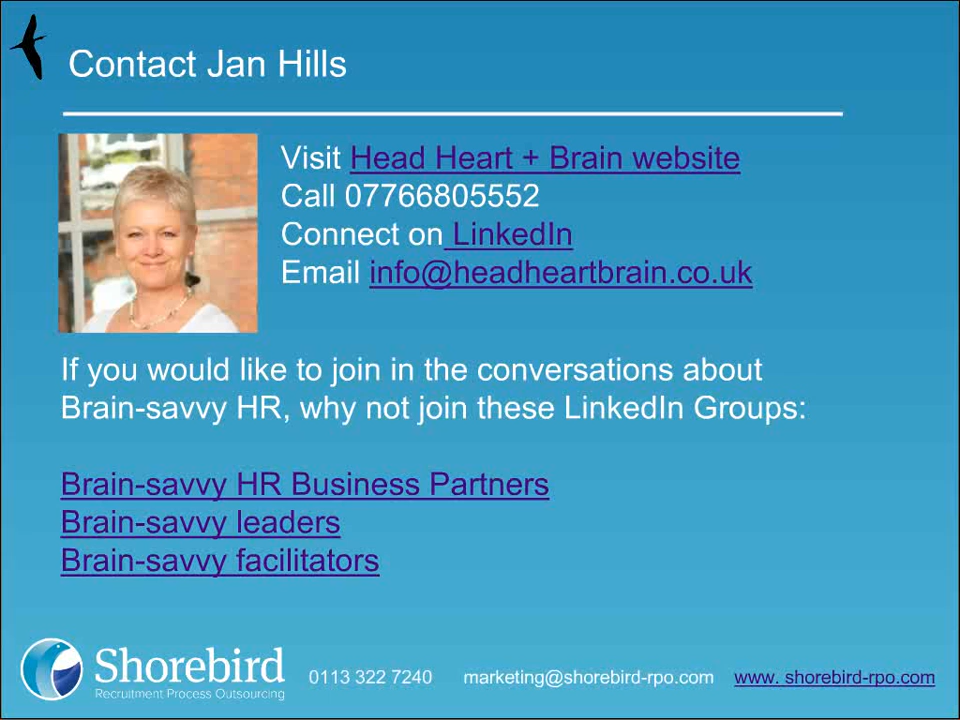 Contact Jan Hills
Visit Head Heart + Brain website
Call 07766805552
Connect on LinkedIn
Email info@headheartbrain.co.uk
If you would like to join in the conversations about
Brain-savvy HR, why not join these LinkedIn Groups:
Brain-savvy HR Business Partners
Brain-savvy leaders
Brain-savvy facilitators
Shorebird
Recruitment Process Outsourcing
0113 322 7240 marketing@shorebird-rpo.com www. shorebird-rpo.com